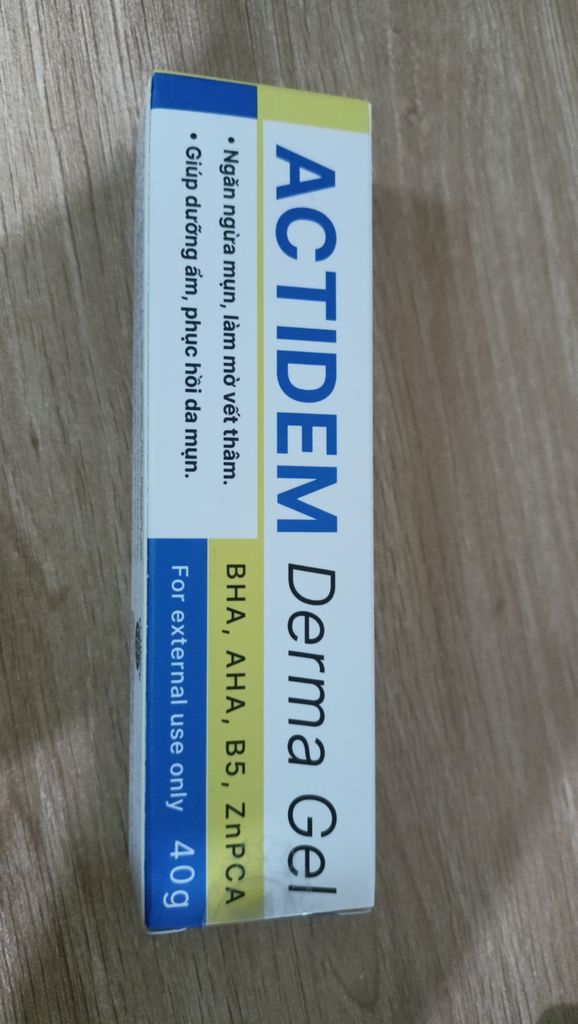 ACTIDEM Derma Gel
• Ngăn ngừa mụn, làm mờ vết thâm.
• Giúp dưỡng ẩm, phục hồi da mụn.
BHA, AHA, B5, ZnPCA
For external use only 40g